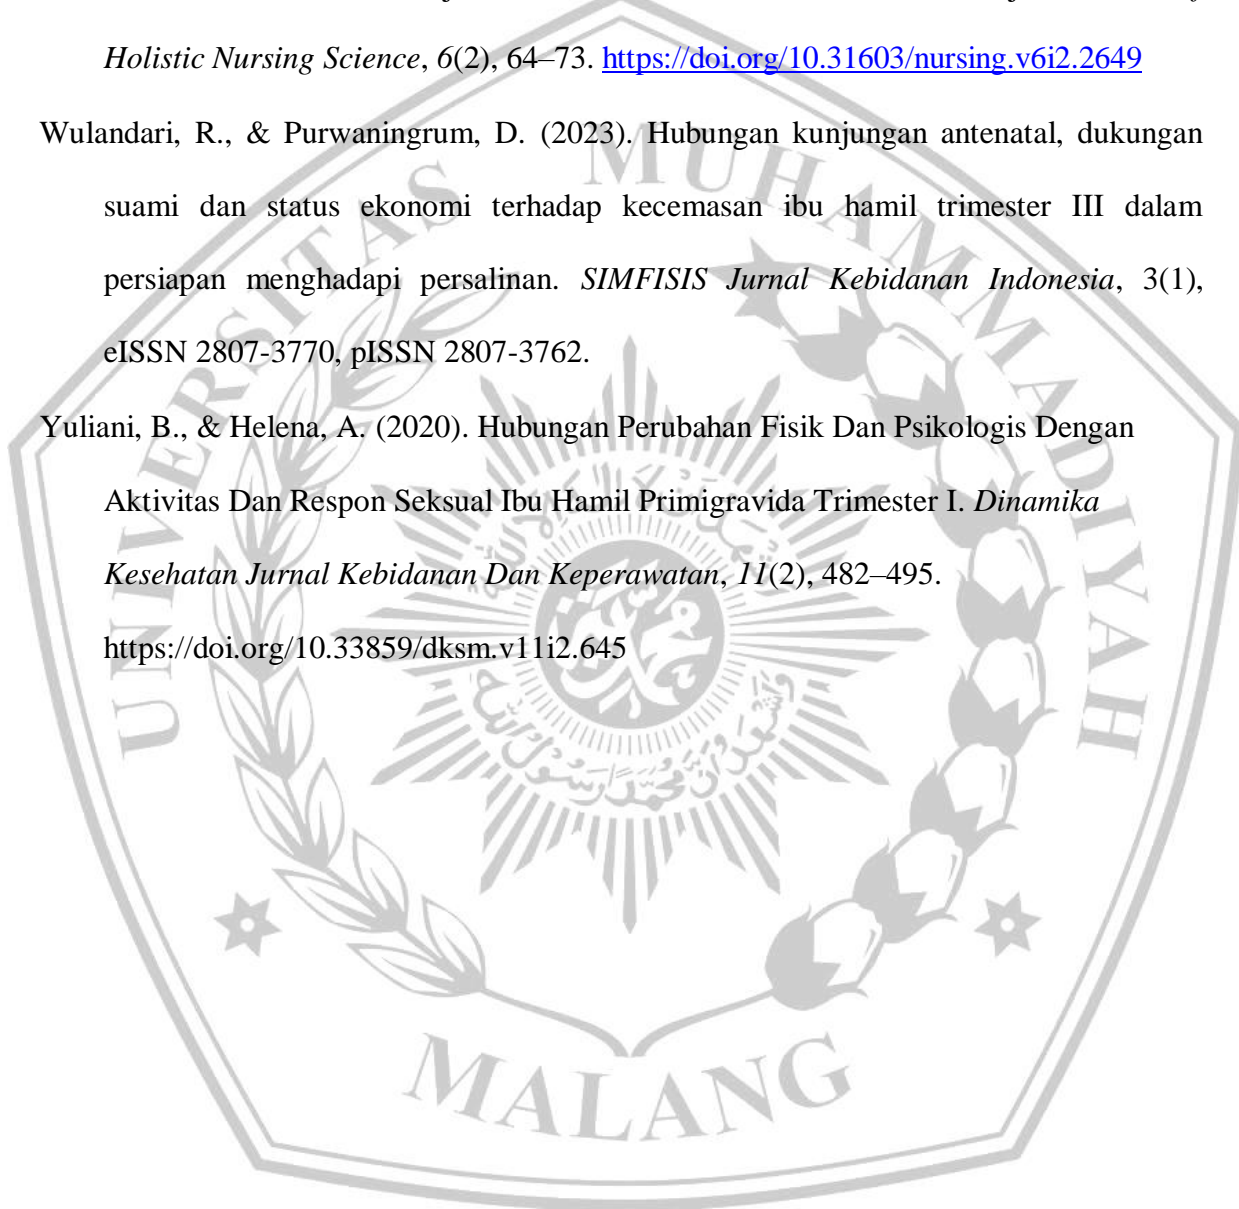 Holistic Nursing Science, 6(2), 64–73. https://doi.org/10.31603/nursing.v6i2.2649
Wulandari, R., & Purwaningrum, D. (2023). Hubungan kunjungan antenatal, dukungan
suami dan status ekonomi terhadap kecemasan ibu hamil trimester III dalam
persiapan menghadapi persalinan. SIMFISIS Jurnal Kebidanan Indonesia, 3(1),
eISSN 2807-3770, pISSN 2807-3762.
Yuliani, B., & Helena, A. (2020). Hubungan Perubahan Fisik Dan Psikologis Dengan
Aktivitas Dan Respon Seksual Ibu Hamil Primigravida Trimester I. Dinamika
Kesehatan Jurnal Kebidanan Dan Keperawatan, 11(2), 482–495.
https://doi.org/10.33859/dksm.v11i2.645
UNIVERSITAS MUHAMMADIYAH
MALANG